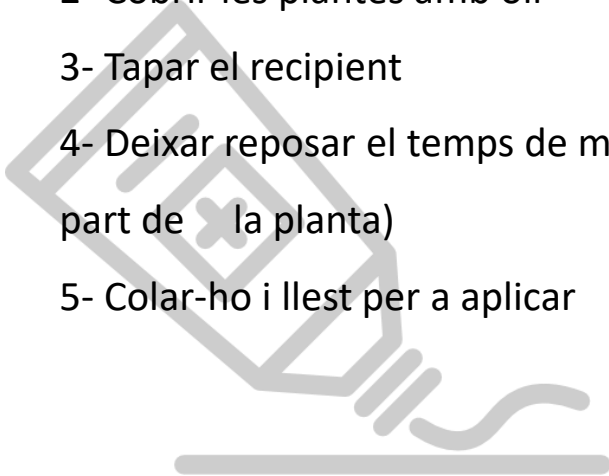 3- Tapar el recipient
4- Deixar reposar el temps de
part de la planta)
5- Colar-ho i llest per a aplicar